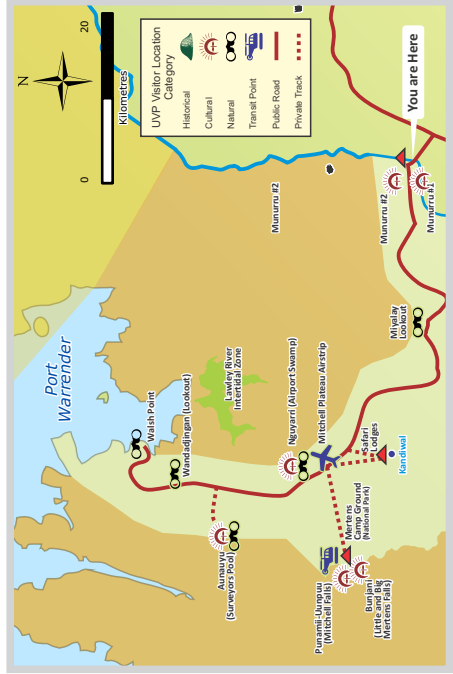 N
0
20
Kilometres
UVP Visitor Location
Category
Historical
Cultural
Natural
Transit Point
Public Road
Private Track
Port
Warrender
Walsh Point
Wandadjingan (Lookout)
Lawley River
Intertidal Zone
Aunauyu
(Surveyors Pool)
Nguyarri (Airport Swamp)
Mitchell Plateau Airstrip
Punamii-Uunpuu
(Mitchell Falls)
Mertens
Camp Ground
(National Park)
Bunjani
(Little and Big
Mertens Falls)
Safari
Lodges
Kandiwal
Miyalay
Lookout
Munurru #2
Munurru #2
Munurru #1
You are Here